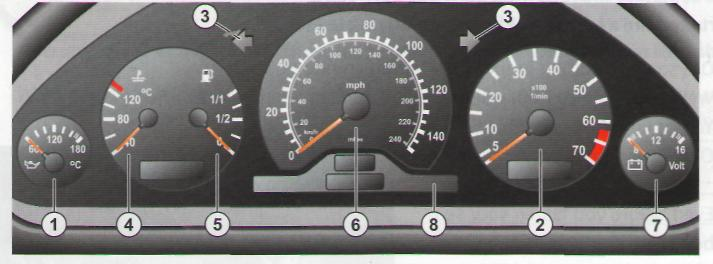 3
3
60 120 180
°C
°C
40 80 120
0 1/2 1/1
0 20 40 60 80 100 120 140
mph
km/h
20 40 60 80 100 120 140 160 180 200 220 240
5 10 20 30 40 50 60 70
x100
1/min
8 12 16
Volt
1
4
5
6
8
2
7